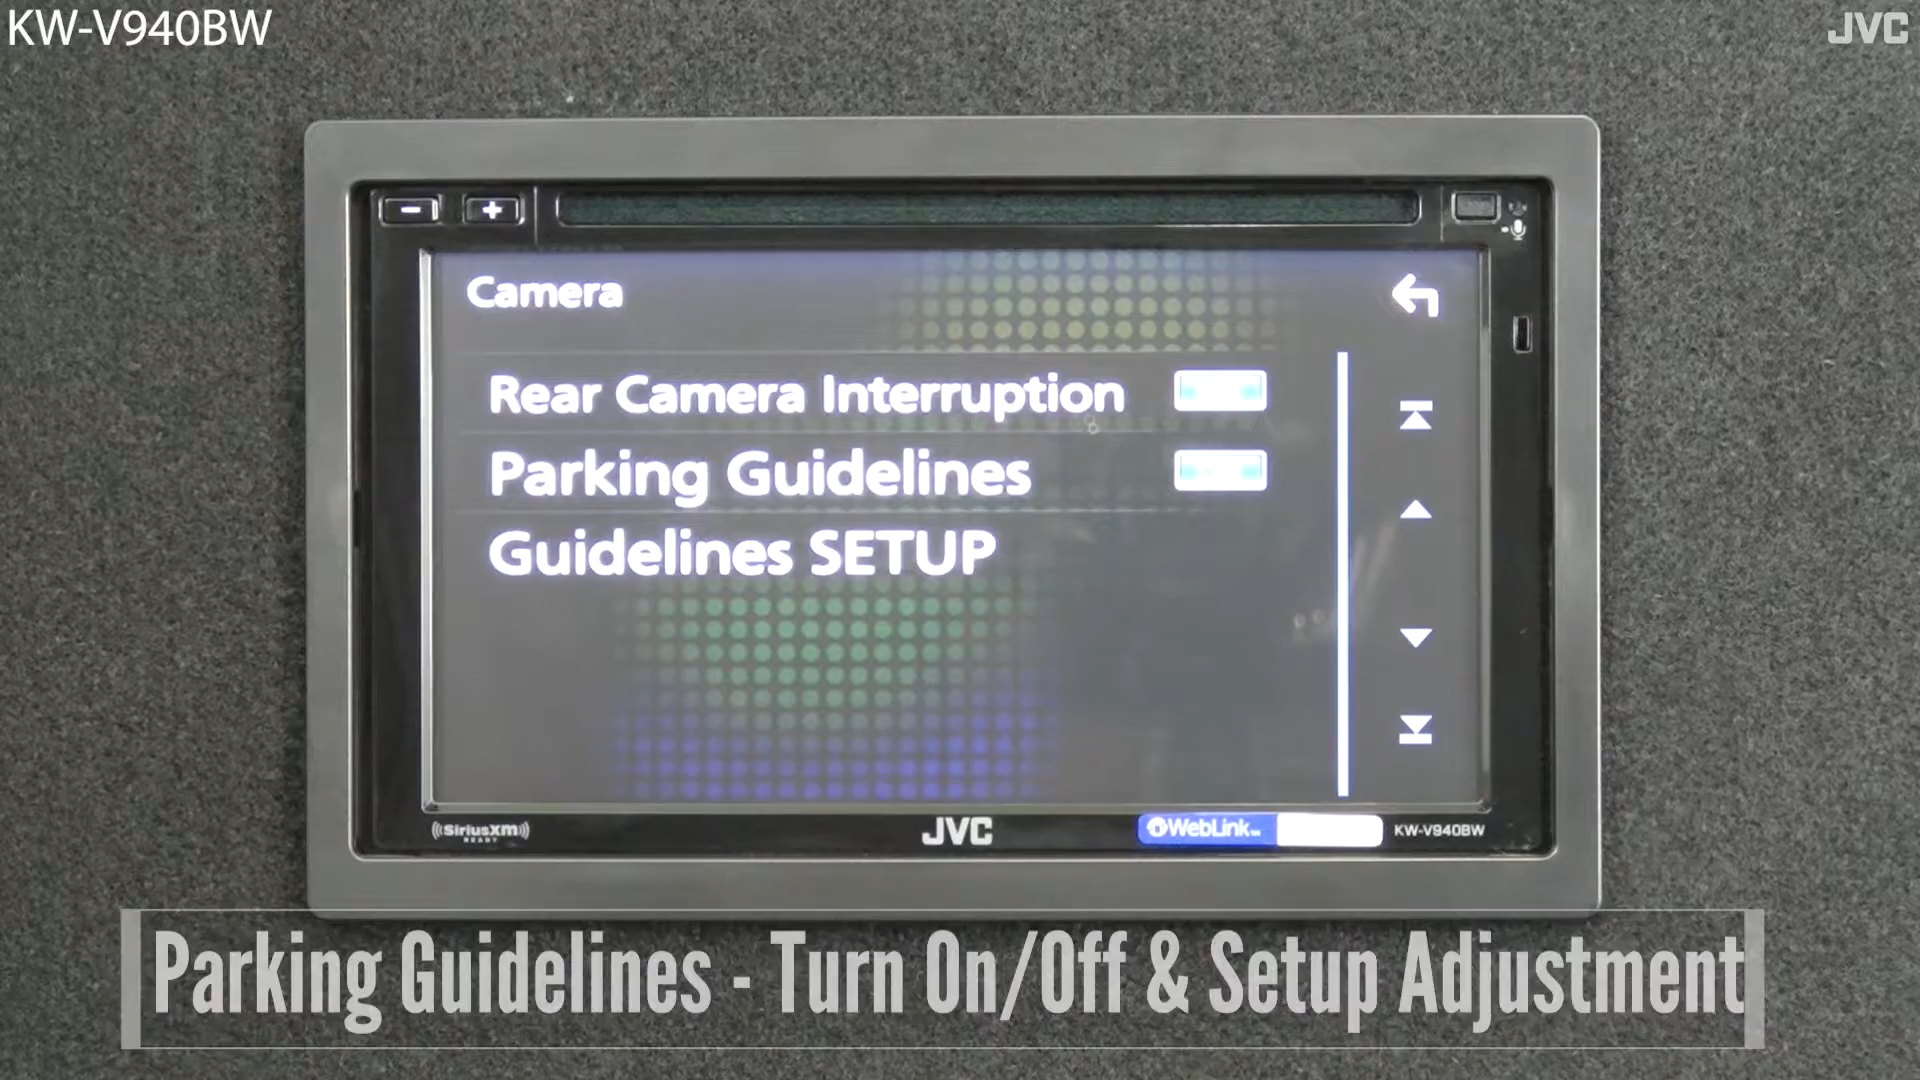 KW-V940BW
JVC
Camera
Rear Camera Interruption
Parking Guidelines
Guidelines SETUP
SiriusXM
READY
JVC
WebLink
KW-V940BW
Parking Guidelines - Turn On/Off & Setup Adjustment